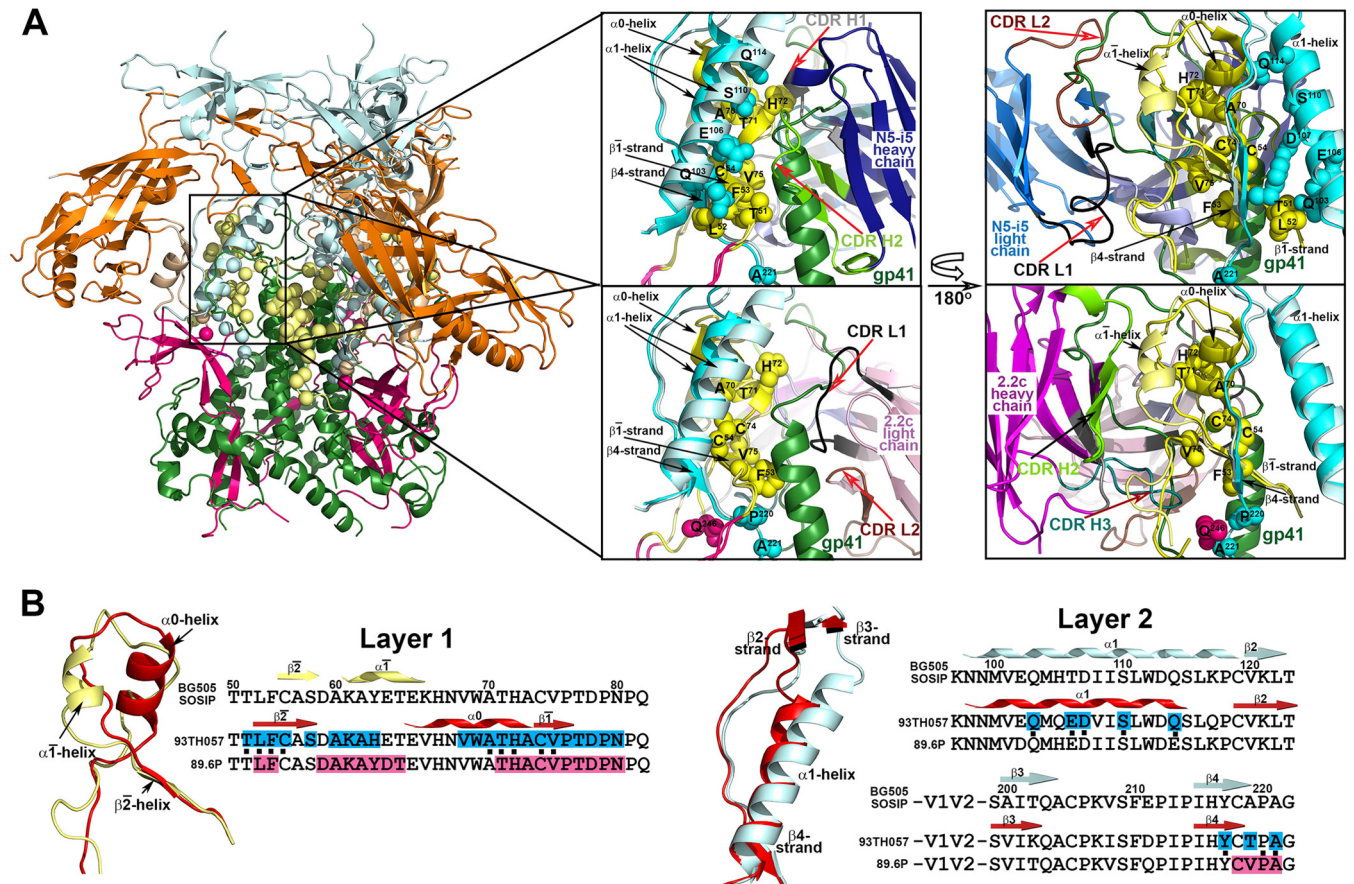 A
α0-helix
α1-helix
Q114
CDR H1
S110
H72
A70
T71
E106
N5-i5
heavy
chain
β1-strand
C54
V75
Q103
β4-strand
F53
T51
L52
CDR H2
gp41
A221
CDR L2
α0-helix
α1-helix
α1-helix
Q114
H72
T71
A70
S110
D107
C74
C54
E106
V75
Q103
F53
T51
L52
N5-i5
light
chain
β1-strand
β4-strand
CDR L1
gp41
A221
180°
α0-helix
α1-helix
CDR L1
H72
A70
T71
C74
2.2c
light
chain
β1-strand
C54
V75
β4-strand
F53
Q246
P220
CDR L2
A221
gp41
α0-helix
α1-helix
α1-helix
H72
T71
A70
2.2c
heavy
chain
C74
C54
V75
CDR H2
F53
β1-strand
β4-strand
CDR H3
P220
Q246
A221
gp41
B
α0-helix
α1-helix
β2-helix
Layer 1
β2 α1
50 60 70 80
BG505
SOSIP
TTLFCASDAKAYETEKHNVWATHACVPTDPNPQ
β2 α0 β1
93TH057 TTLFCASDAKAHETEVHNVWATHACVPTDPNPQ
89.6P TTLFCASDAKAYDTEVHNVWATHACVPTDPNPQ
β2-
strand
β3-
strand
α1-helix
β4-
strand
Layer 2
α1 β2
100 110 120
BG505
SOSIP
KNNMVEQMHTDIISLWDQSLKPCVKLT
α1 β2
93TH057 KNNMVEQMQEDVISLWDQSLQPCVKLT
89.6P KNNMVDQMHEDIISLWDESLKPCVKLT
β3 β4
200 210 220
BG505
SOSIP
-V1V2-SAITQACPKVSFEPIPIHYCAPAG
β3 β4
93TH057 -V1V2-SVIKQACPKISFDPIPIHYCTPAG
89.6P -V1V2-SVITQACPKVSFQPIPIHYCVPAG